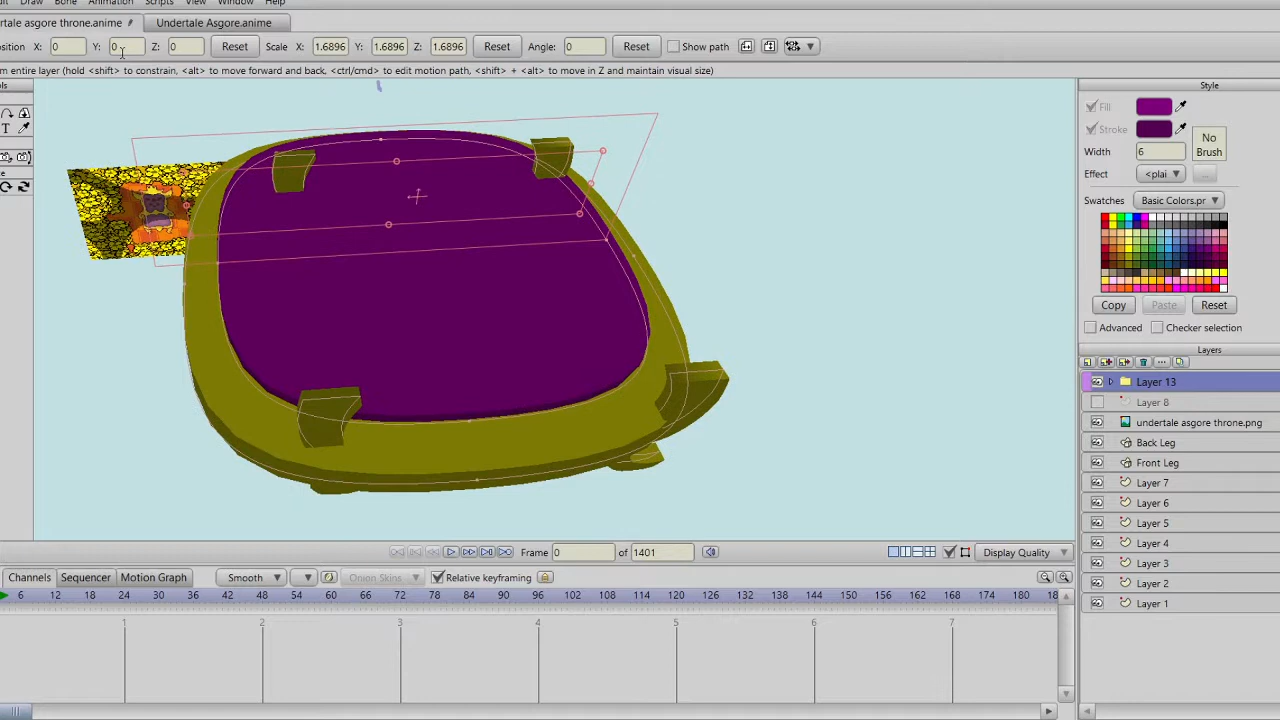 Draw Bone Animation Scripts View Window Help
rtale asgore throne.anime Undertale Asgore.anime
osition X: 0 Y: 0 Z: 0 Reset Scale X: 1.6896 Y: 1.6896 Z: 1.6896 Reset Angle: 0 Reset Show path
m entire layer (hold <shift> to constrain, <alt> to move forward and back, <ctrl/cmd> to edit motion path, <shift> + <alt> to move in Z and maintain visual size)
ols
T
Style
Fill
Stroke
No
Brush
Width 6
Effect <plai ...
Swatches Basic Colors.pr
Copy Paste Reset
Advanced Checker selection
Layers
Layer 13
Layer 8
undertale asgore throne.png
Back Leg
Front Leg
Layer 7
Layer 6
Layer 5
Layer 4
Layer 3
Layer 2
Layer 1
Frame 0 of 1401 Display Quality
Channels Sequencer Motion Graph Smooth Onion Skins Relative keyframing
6 12 18 24 30 36 42 48 54 60 66 72 78 84 90 96 102 108 114 120 126 132 138 144 150 156 162 168 174 180 18
1 2 3 4 5 6 7